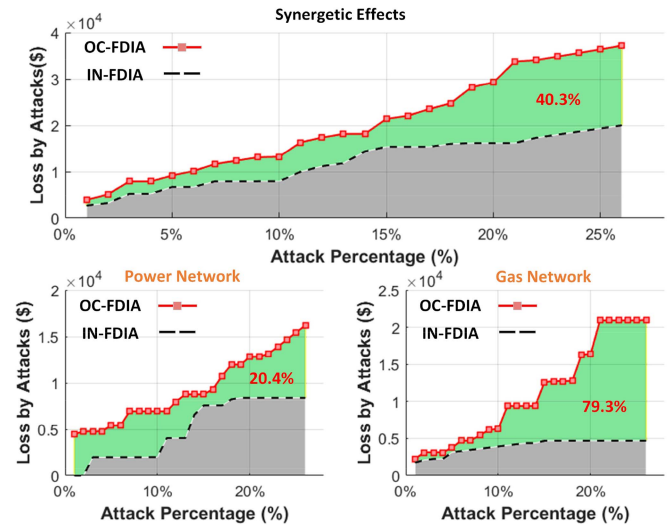 Synergetic Effects
× 10⁴
4
3
2
1
0
Loss by Attacks($)
OC-FDIA
IN-FDIA
40.3%
0%
5%
10%
15%
20%
25%
Attack Percentage (%)
Power Network
× 10⁴
2
1.5
1
0.5
0
Loss by Attacks ($)
OC-FDIA
IN-FDIA
20.4%
0%
10%
20%
Attack Percentage (%)
Gas Network
× 10⁴
2.5
2
1.5
1
0.5
0
Loss by Attacks ($)
OC-FDIA
IN-FDIA
79.3%
0%
10%
20%
Attack Percentage (%)